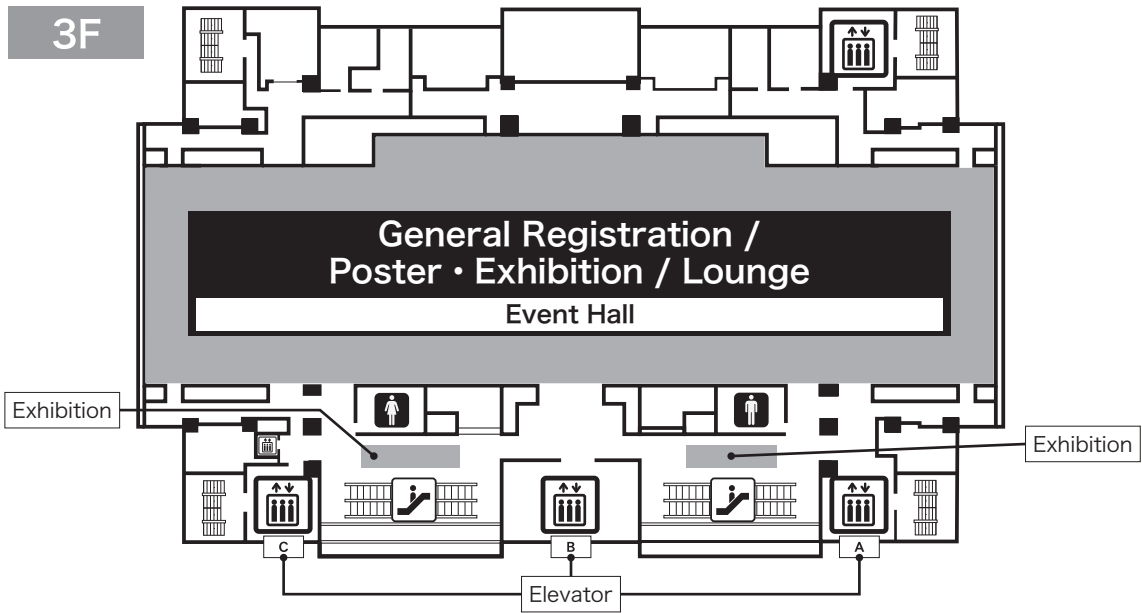 3F
General Registration /
Poster・Exhibition / Lounge
Event Hall
Exhibition
Exhibition
C
B
A
Elevator